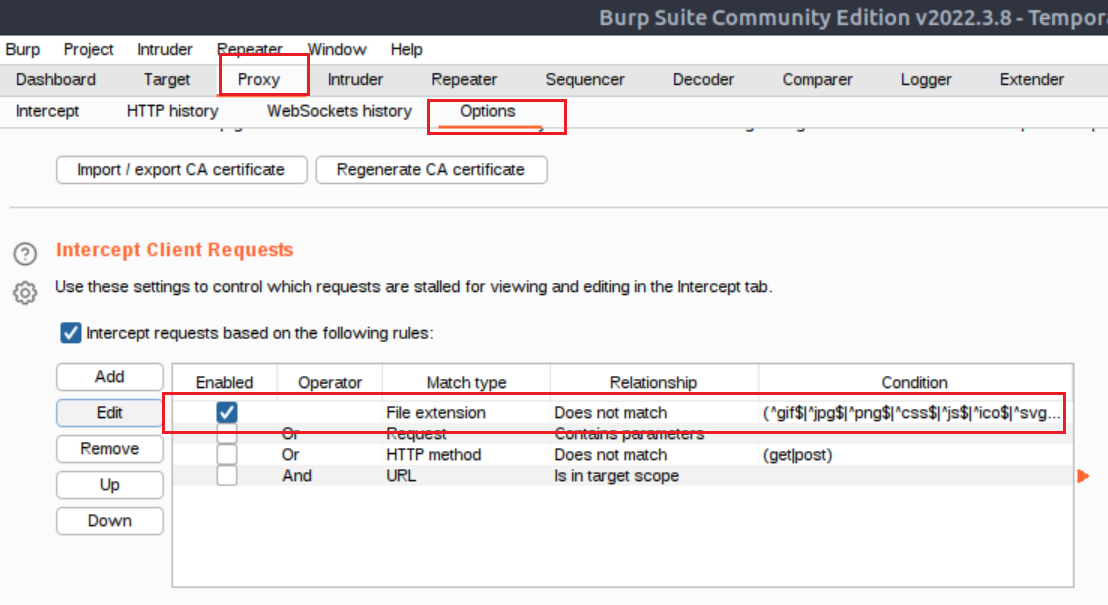 Burp Suite Community Edition v2022.3.8 - Tempor
Burp Project Intruder Repeater Window Help
Dashboard Target Proxy Intruder Repeater Sequencer Decoder Comparer Logger Extender
Intercept HTTP history WebSockets history Options
Import / export CA certificate Regenerate CA certificate
Intercept Client Requests
Use these settings to control which requests are stalled for viewing and editing in the Intercept tab.
Intercept requests based on the following rules:
Add
Edit
Remove
Up
Down
Enabled Operator Match type Relationship Condition
File extension Does not match (^gif$|^jpg$|^png$|^css$|^js$|^ico$|^svg...
Or Request Contains parameters
Or HTTP method Does not match (get|post)
And URL Is in target scope